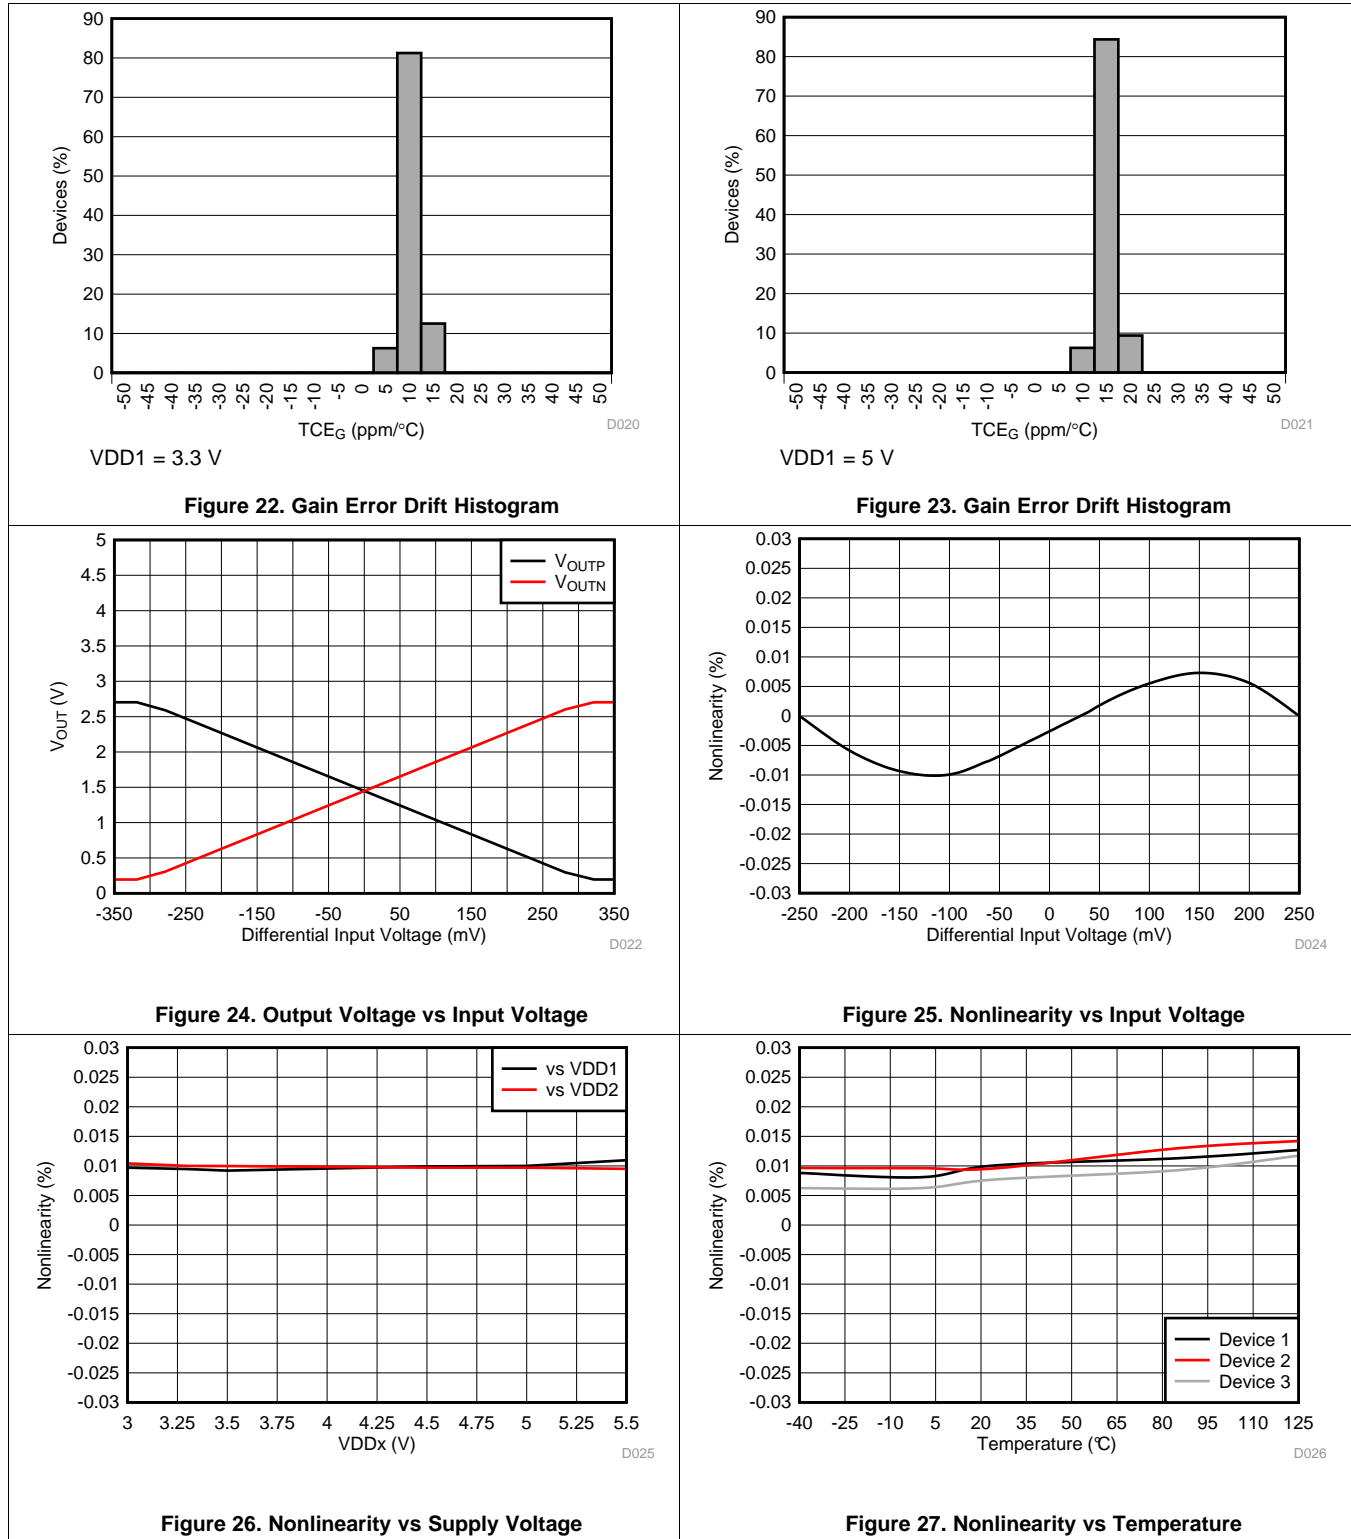 90
80
70
60
50
40
30
20
10
0
Devices (%)
-50 -45 -40 -35 -30 -25 -20 -15 -10 -5 0 5 10 15 20 25 30 35 40 45 50
D020
TCEG (ppm/°C)
VDD1 = 3.3 V
Figure 22. Gain Error Drift Histogram
90
80
70
60
50
40
30
20
10
0
Devices (%)
-50 -45 -40 -35 -30 -25 -20 -15 -10 -5 0 5 10 15 20 25 30 35 40 45 50
D021
TCEG (ppm/°C)
VDD1 = 5 V
Figure 23. Gain Error Drift Histogram
5
4.5
4
3.5
3
2.5
2
1.5
1
0.5
0
VOUT (V)
VOUTP
VOUTN
-350 -250 -150 -50 50 150 250 350
Differential Input Voltage (mV)
D022
Figure 24. Output Voltage vs Input Voltage
0.03
0.025
0.02
0.015
0.01
0.005
0
-0.005
-0.01
-0.015
-0.02
-0.025
-0.03
Nonlinearity (%)
-250 -200 -150 -100 -50 0 50 100 150 200 250
Differential Input Voltage (mV)
D024
Figure 25. Nonlinearity vs Input Voltage
0.03
0.025
0.02
0.015
0.01
0.005
0
-0.005
-0.01
-0.015
-0.02
-0.025
-0.03
Nonlinearity (%)
vs VDD1
vs VDD2
3 3.25 3.5 3.75 4 4.25 4.5 4.75 5 5.25 5.5
VDDx (V)
D025
Figure 26. Nonlinearity vs Supply Voltage
0.03
0.025
0.02
0.015
0.01
0.005
0
-0.005
-0.01
-0.015
-0.02
-0.025
-0.03
Nonlinearity (%)
Device 1
Device 2
Device 3
-40 -25 -10 5 20 35 50 65 80 95 110 125
Temperature (°C)
D026
Figure 27. Nonlinearity vs Temperature